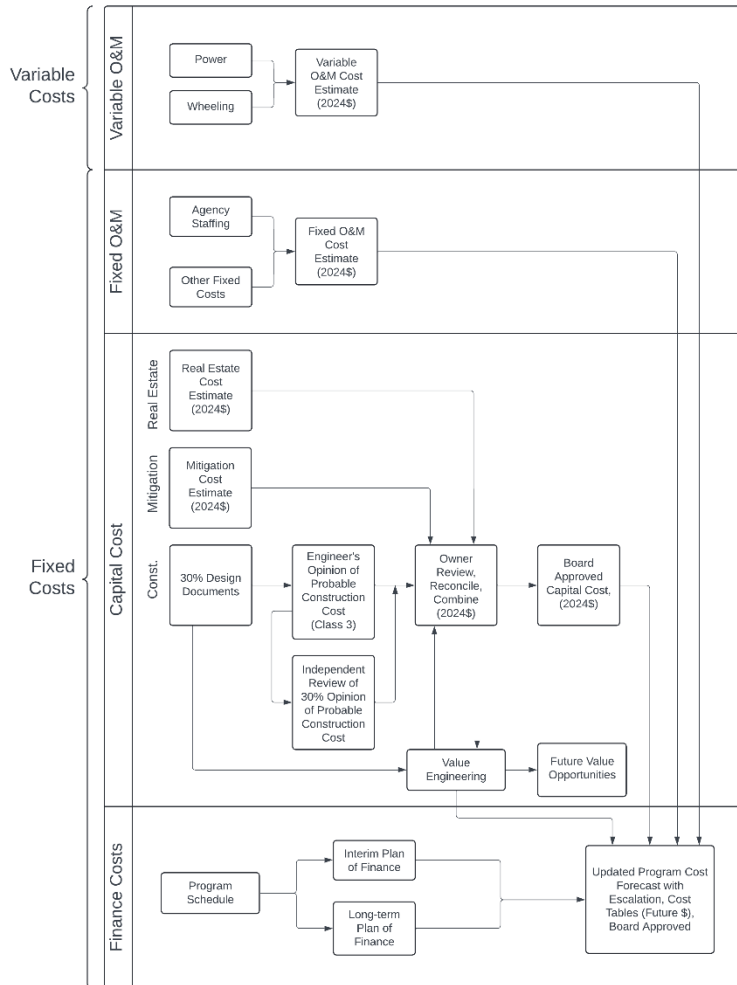 Variable
Costs
Variable O&M
Power
Wheeling
Variable
O&M Cost
Estimate
(2024$)
Fixed
Costs
Fixed O&M
Agency
Staffing
Other Fixed
Costs
Fixed O&M
Cost
Estimate
(2024$)
Capital Cost
Real Estate
Real Estate
Cost
Estimate
(2024$)
Mitigation
Mitigation
Cost
Estimate
(2024$)
Const.
30% Design
Documents
Engineer's
Opinion of
Probable
Construction
Cost
(Class 3)
Independent
Review of
30% Opinion
of Probable
Construction
Cost
Owner
Review,
Reconcile,
Combine
(2024$)
Board
Approved
Capital Cost,
(2024$)
Value
Engineering
Future Value
Opportunities
Finance Costs
Program
Schedule
Interim Plan
of Finance
Long-term
Plan of
Finance
Updated Program Cost
Forecast with
Escalation, Cost
Tables (Future $),
Board Approved